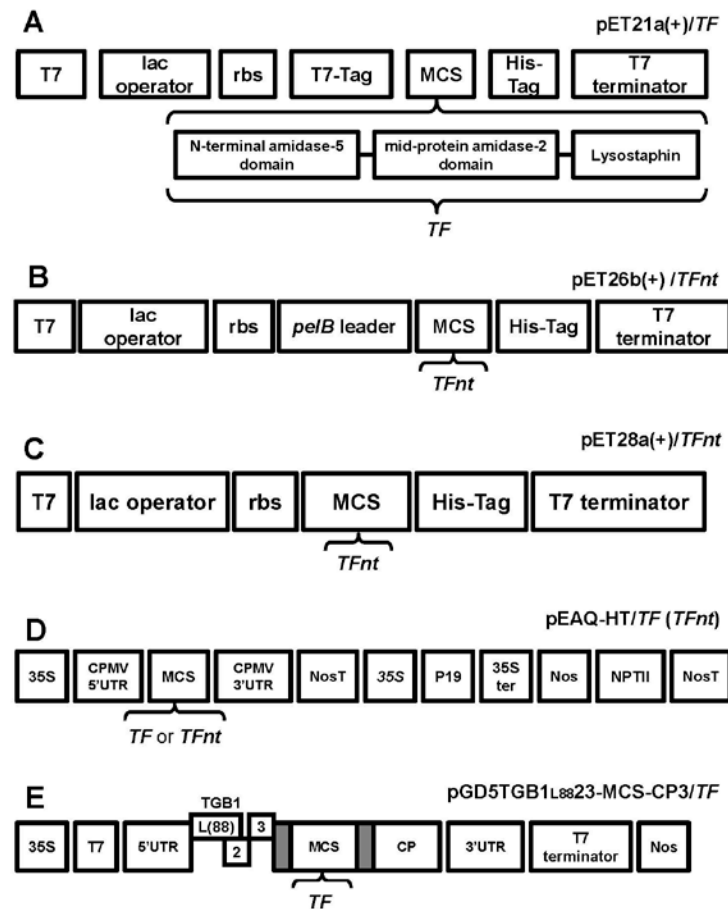 A
pET21a(+)/TF
T7
lac operator
rbs
T7-Tag
MCS
His-Tag
T7 terminator
N-terminal amidase-5 domain
mid-protein amidase-2 domain
Lysostaphin
TF
B
pET26b(+) /TFnt
T7
lac operator
rbs
pelB leader
MCS
His-Tag
T7 terminator
TFnt
C
pET28a(+)/TFnt
T7
lac operator
rbs
MCS
His-Tag
T7 terminator
TFnt
D
pEAQ-HT/TF (TFnt)
35S
CPMV 5'UTR
MCS
CPMV 3'UTR
NosT
35S
P19
35S ter
Nos
NPTII
NosT
TF or TFnt
E
pGD5TGB1L8823-MCS-CP3/TF
TGB1
35S
T7
5'UTR
L(88)
2
3
MCS
CP
3'UTR
T7 terminator
Nos
TF